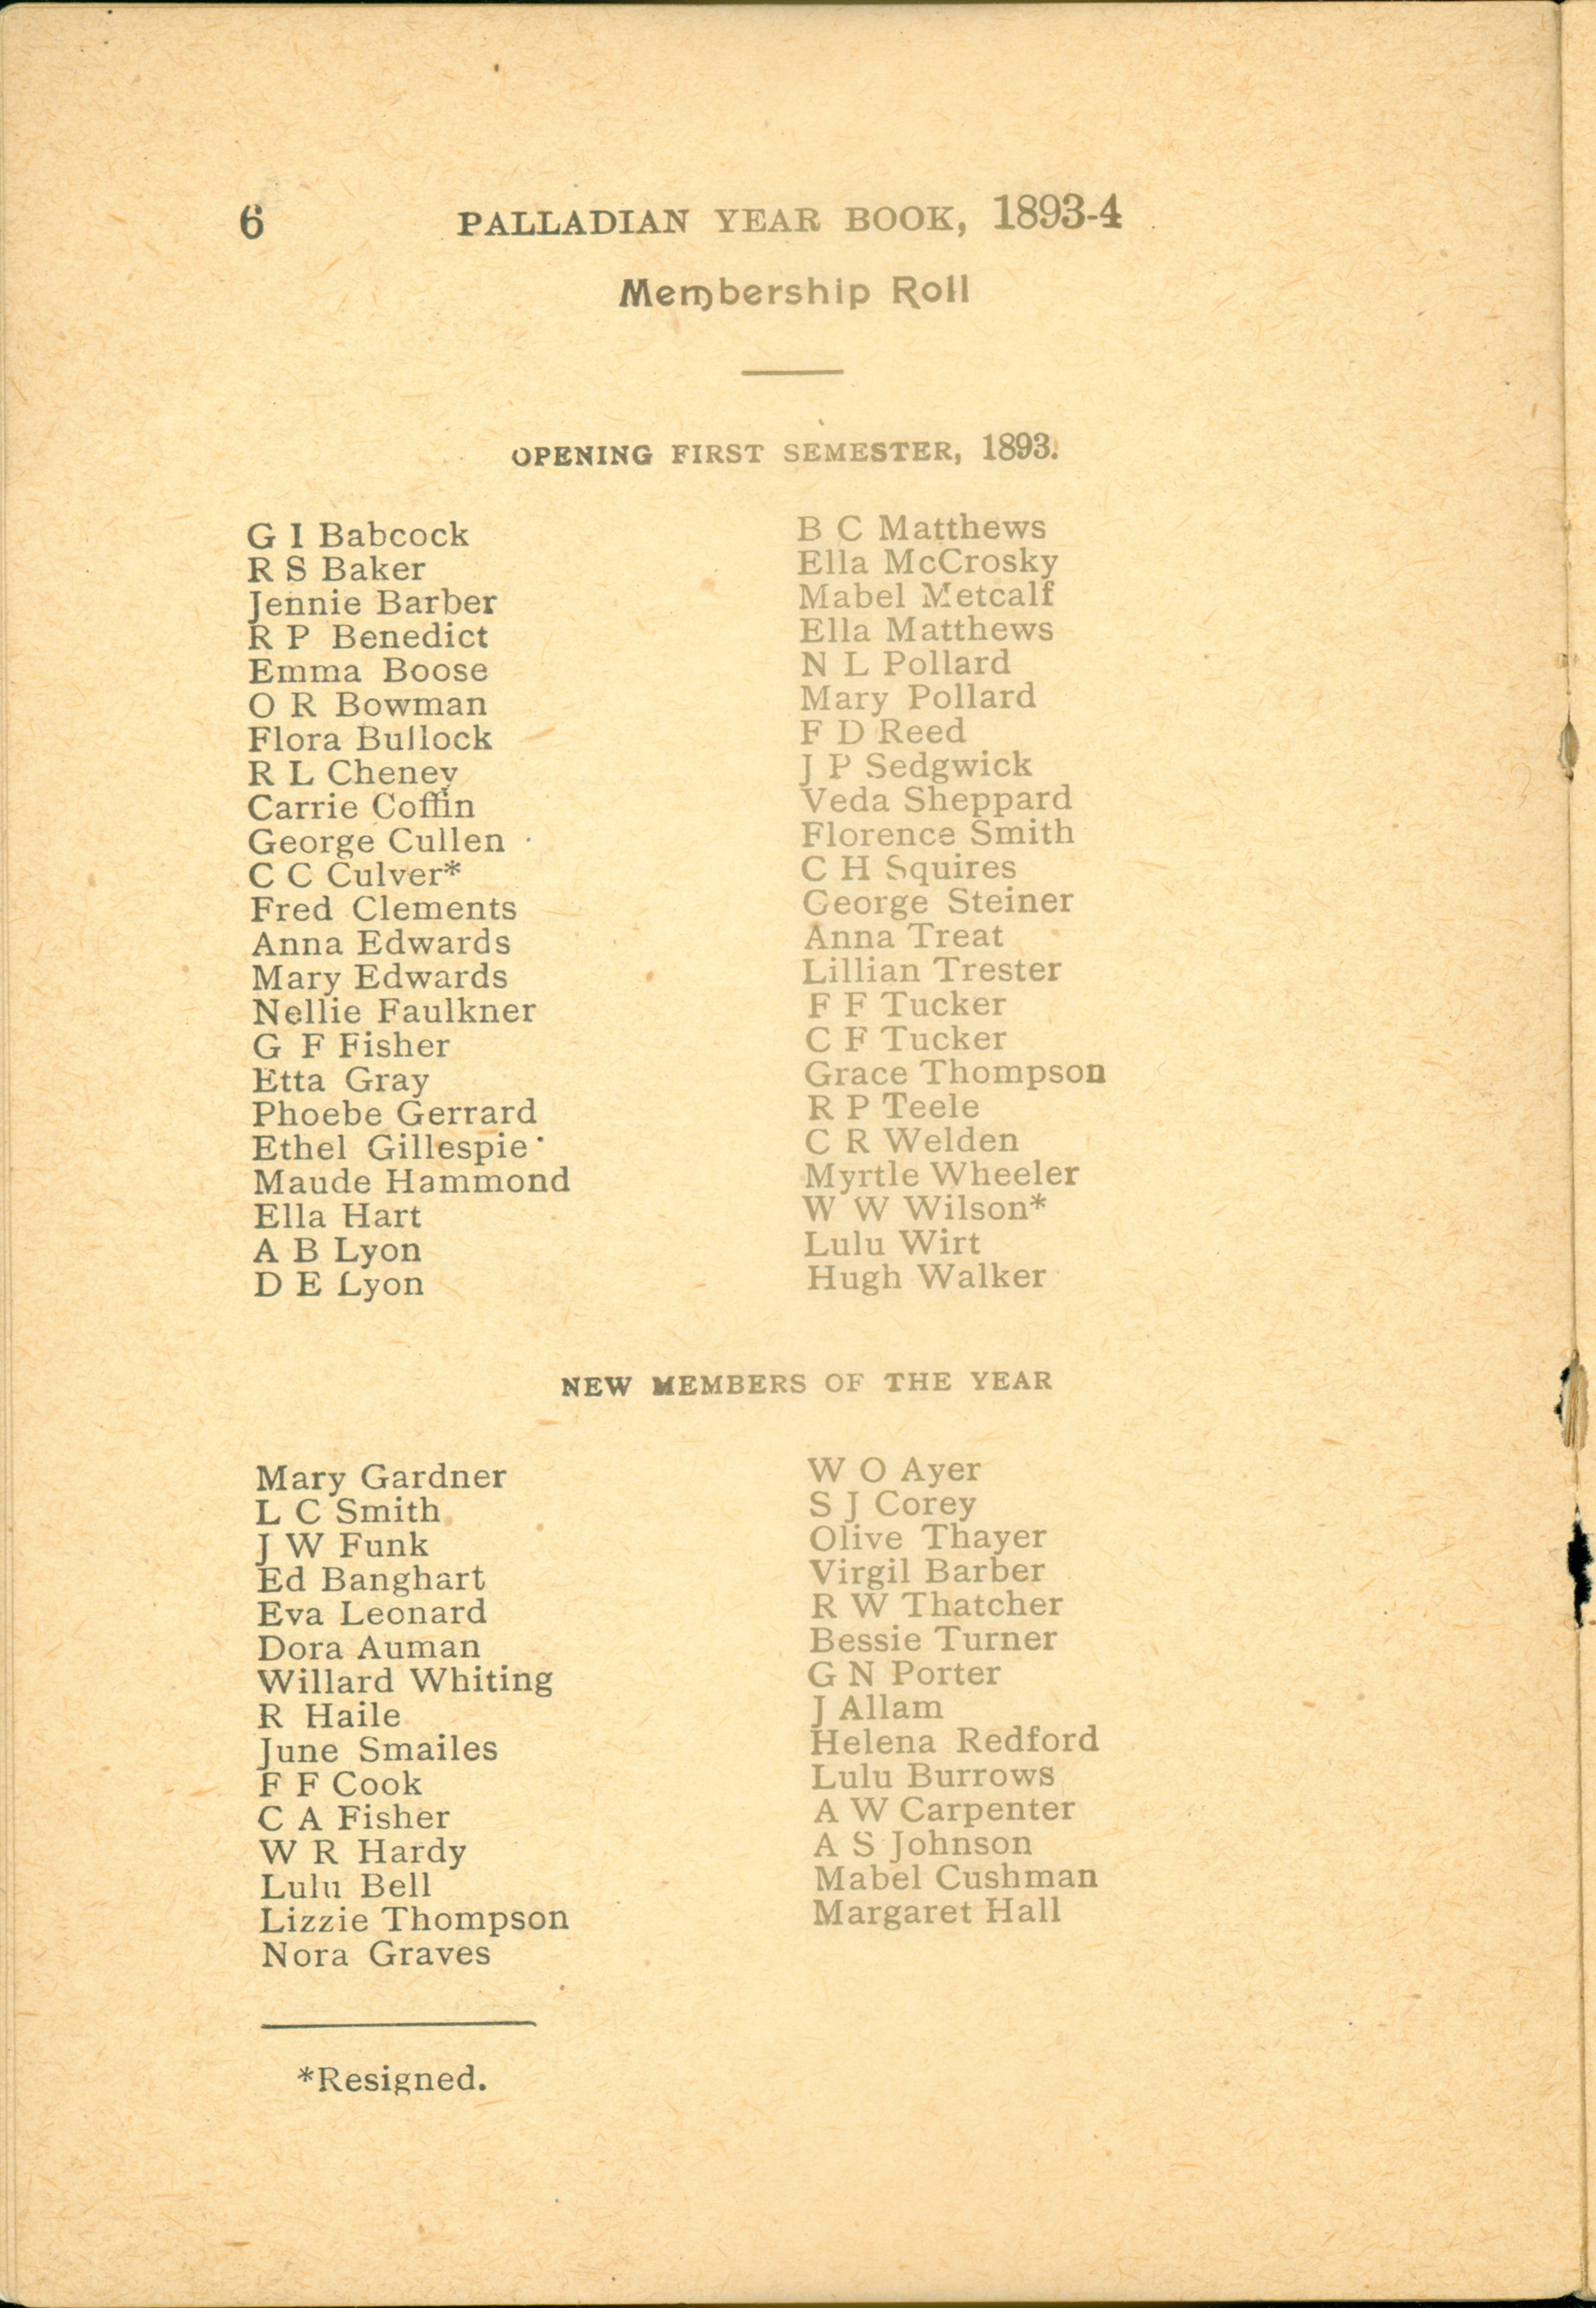 6 PALLADIAN YEAR BOOK, 1893-4
Membership Roll
OPENING FIRST SEMESTER, 1893.
G I Babcock
R S Baker
Jennie Barber
R P Benedict
Emma Boose
O R Bowman
Flora Bullock
R L Cheney
Carrie Coffin
George Cullen
C C Culver*
Fred Clements
Anna Edwards
Mary Edwards
Nellie Faulkner
G F Fisher
Etta Gray
Phoebe Gerrard
Ethel Gillespie
Maude Hammond
Ella Hart
A B Lyon
D E Lyon
B C Matthews
Ella McCrosky
Mabel Metcalf
Ella Matthews
N L Pollard
Mary Pollard
F D Reed
J P Sedgwick
Veda Sheppard
Florence Smith
C H Squires
George Steiner
Anna Treat
Lillian Trester
F F Tucker
C F Tucker
Grace Thompson
R P Teele
C R Welden
Myrtle Wheeler
W W Wilson*
Lulu Wirt
Hugh Walker
NEW MEMBERS OF THE YEAR
Mary Gardner
L C Smith
J W Funk
Ed Banghart
Eva Leonard
Dora Auman
Willard Whiting
R Haile
June Smailes
F F Cook
C A Fisher
W R Hardy
Lulu Bell
Lizzie Thompson
Nora Graves
W O Ayer
S J Corey
Olive Thayer
Virgil Barber
R W Thatcher
Bessie Turner
G N Porter
J Allam
Helena Redford
Lulu Burrows
A W Carpenter
A S Johnson
Mabel Cushman
Margaret Hall
*Resigned.